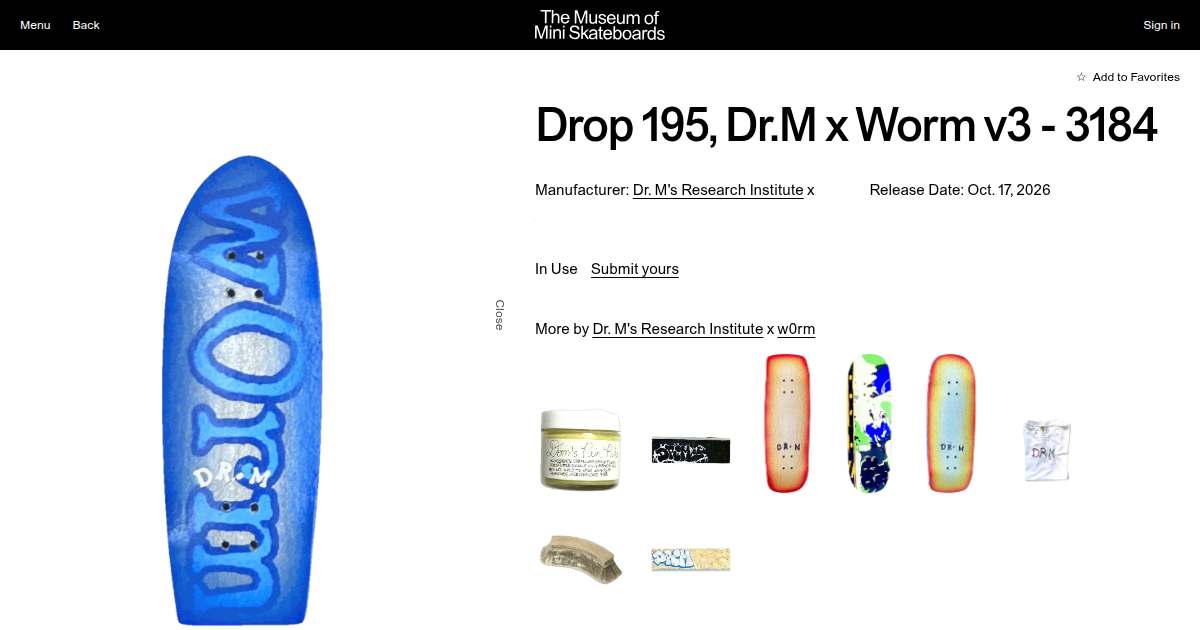 Menu
Back
The Museum of
Mini Skateboards
Sign in
☆ Add to Favorites
Drop 195, Dr.M x Worm v3 - 3184
Manufacturer: Dr. M's Research Institute x
Release Date: Oct. 17, 2026
In Use
Submit yours
Close
More by Dr. M's Research Institute x w0rm
DR.M
DR.M
DR.M
DR.M